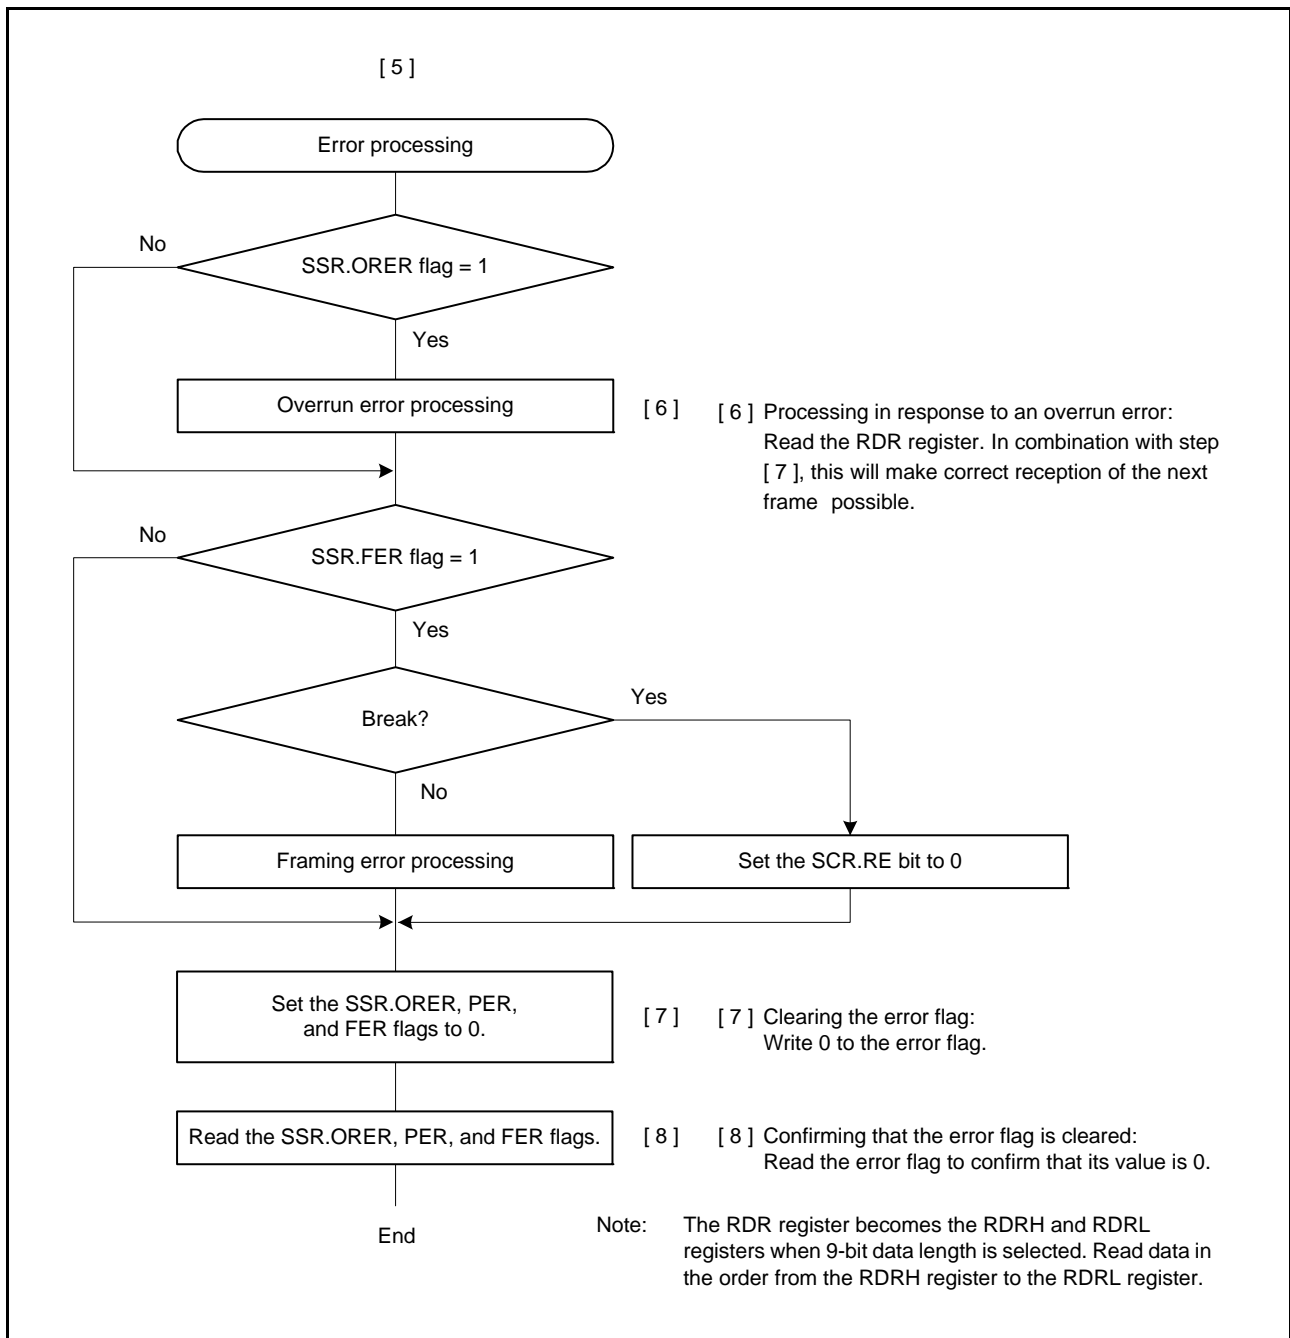 [ 5 ]
Error processing
No
SSR.ORER flag = 1
Yes
Overrun error processing
[ 6 ]
[ 6 ] Processing in response to an overrun error:
Read the RDR register. In combination with step
[ 7 ], this will make correct reception of the next
frame possible.
No
SSR.FER flag = 1
Yes
Break?
Yes
No
Framing error processing
Set the SCR.RE bit to 0
Set the SSR.ORER, PER,
and FER flags to 0.
[ 7 ]
[ 7 ] Clearing the error flag:
Write 0 to the error flag.
Read the SSR.ORER, PER, and FER flags.
[ 8 ]
[ 8 ] Confirming that the error flag is cleared:
Read the error flag to confirm that its value is 0.
End
Note: The RDR register becomes the RDRH and RDRL
registers when 9-bit data length is selected. Read data in
the order from the RDRH register to the RDRL register.